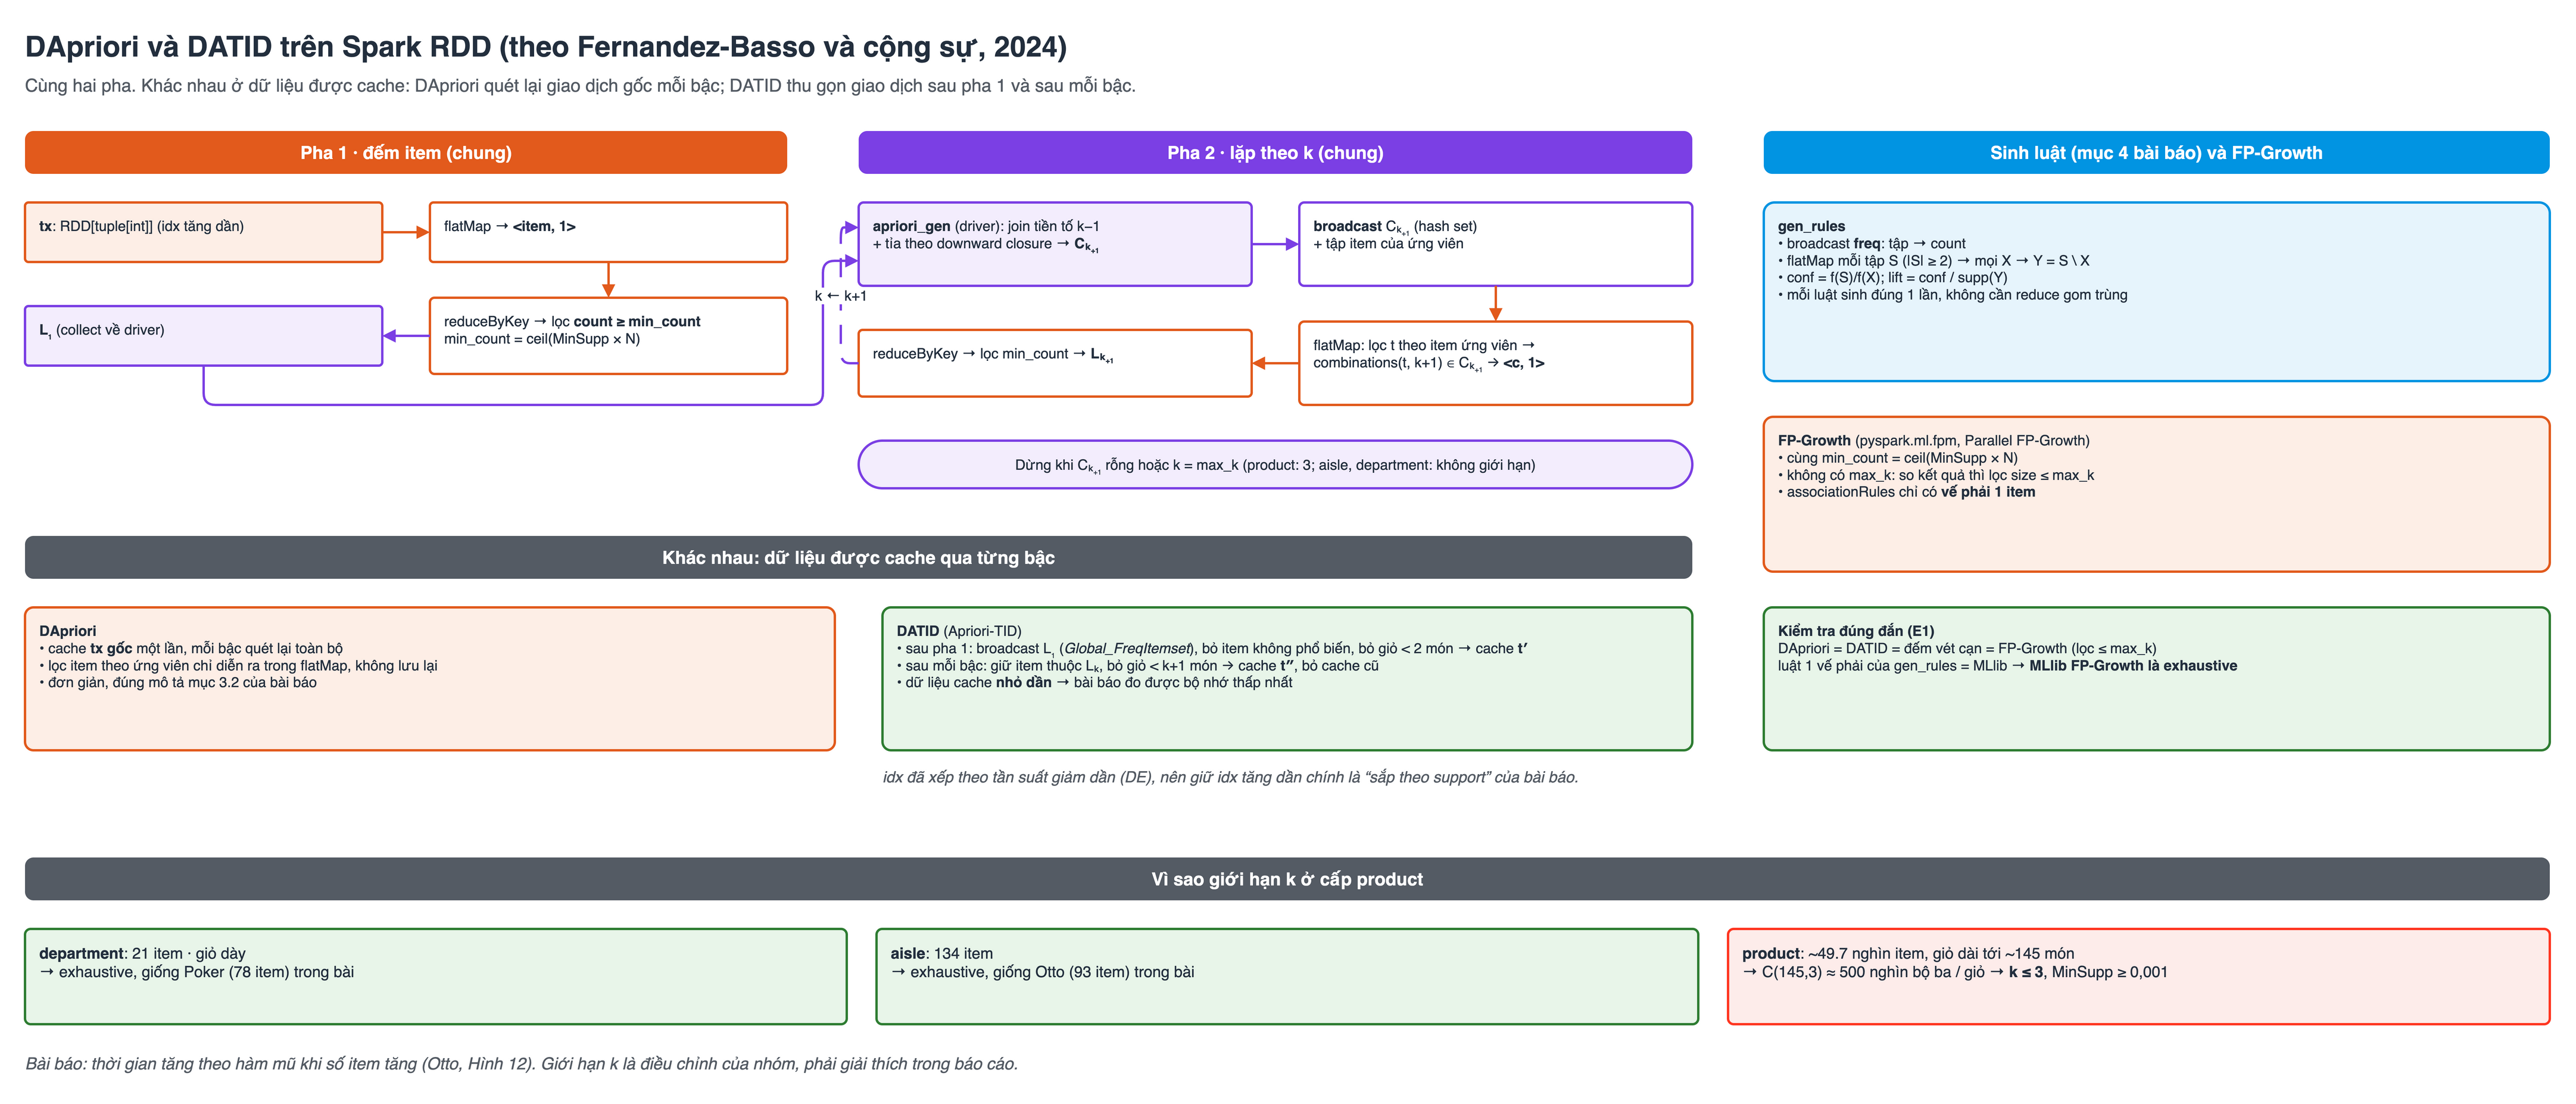 DApriori và DATID trên Spark RDD (theo Fernandez-Basso và cộng sự, 2024)
Cùng hai pha. Khác nhau ở dữ liệu được cache: DApriori quét lại giao dịch gốc mỗi bậc; DATID thu gọn giao dịch sau pha 1 và sau mỗi bậc.
Pha 1 · đếm item (chung)
tx: RDD[tuple[int]] (idx tăng dần)
flatMap → <item, 1>
L₁ (collect về driver)
reduceByKey → lọc count ≥ min_count
min_count = ceil(MinSupp × N)
Pha 2 · lặp theo k (chung)
apriori_gen (driver): join tiền tố k−1
+ tỉa theo downward closure → Cₖ₊₁
broadcast Cₖ₊₁ (hash set)
+ tập item của ứng viên
k ← k+1
reduceByKey → lọc min_count → Lₖ₊₁
flatMap: lọc t theo item ứng viên →
combinations(t, k+1) ∈ Cₖ₊₁ → <c, 1>
Dừng khi Cₖ₊₁ rỗng hoặc k = max_k (product: 3; aisle, department: không giới hạn)
Sinh luật (mục 4 bài báo) và FP-Growth
gen_rules
• broadcast freq: tập → count
• flatMap mỗi tập S (|S| ≥ 2) → mọi X → Y = S \ X
• conf = f(S)/f(X); lift = conf / supp(Y)
• mỗi luật sinh đúng 1 lần, không cần reduce gom trùng
FP-Growth (pyspark.ml.fpm, Parallel FP-Growth)
• cùng min_count = ceil(MinSupp × N)
• không có max_k: so kết quả thì lọc size ≤ max_k
• associationRules chỉ có vế phải 1 item
Khác nhau: dữ liệu được cache qua từng bậc
DApriori
• cache tx gốc một lần, mỗi bậc quét lại toàn bộ
• lọc item theo ứng viên chỉ diễn ra trong flatMap, không lưu lại
• đơn giản, đúng mô tả mục 3.2 của bài báo
DATID (Apriori-TID)
• sau pha 1: broadcast L₁ (Global_FreqItemset), bỏ item không phổ biến, bỏ giỏ < 2 món → cache t′
• sau mỗi bậc: giữ item thuộc Lₖ, bỏ giỏ < k+1 món → cache t″, bỏ cache cũ
• dữ liệu cache nhỏ dần → bài báo đo được bộ nhớ thấp nhất
Kiểm tra đúng đắn (E1)
DApriori = DATID = đếm vét cạn = FP-Growth (lọc ≤ max_k)
luật 1 vế phải của gen_rules = MLlib → MLlib FP-Growth là exhaustive
idx đã xếp theo tần suất giảm dần (DE), nên giữ idx tăng dần chính là “sắp theo support” của bài báo.
Vì sao giới hạn k ở cấp product
department: 21 item · giỏ dày
→ exhaustive, giống Poker (78 item) trong bài
aisle: 134 item
→ exhaustive, giống Otto (93 item) trong bài
product: ~49.7 nghìn item, giỏ dài tới ~145 món
→ C(145,3) ≈ 500 nghìn bộ ba / giỏ → k ≤ 3, MinSupp ≥ 0,001
Bài báo: thời gian tăng theo hàm mũ khi số item tăng (Otto, Hình 12). Giới hạn k là điều chỉnh của nhóm, phải giải thích trong báo cáo.